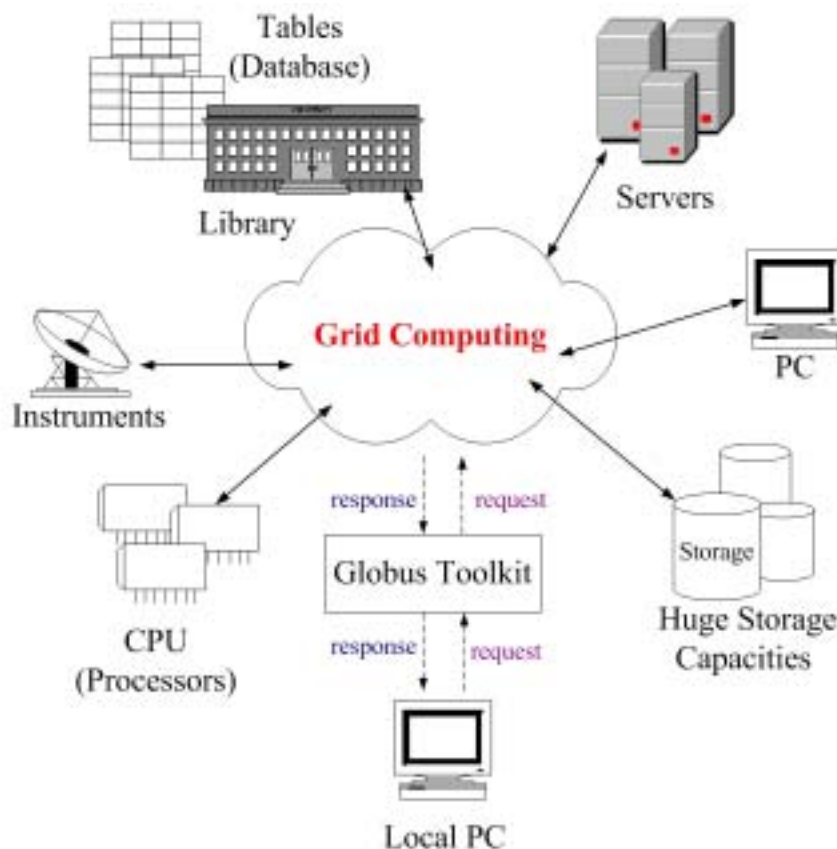 Tables
(Database)
Library
Servers
Grid Computing
PC
Instruments
response
request
Storage
Globus Toolkit
Huge Storage
Capacities
CPU
(Processors)
response
request
Local PC